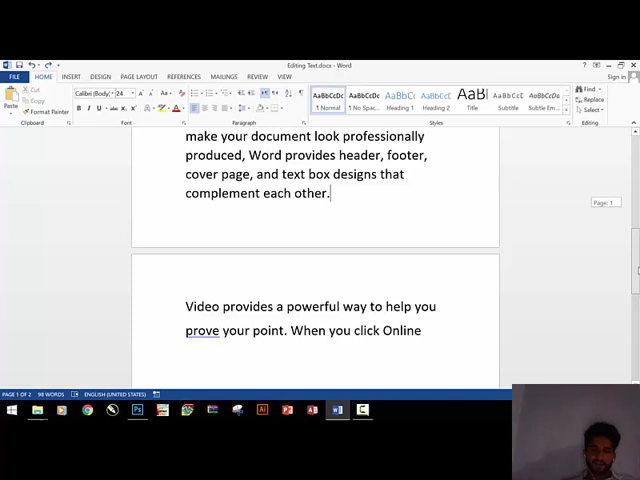 Editing Text.docx - Word
Sign in
FILE HOME INSERT DESIGN PAGE LAYOUT REFERENCES MAILINGS REVIEW VIEW
Paste
Cut
Copy
Format Painter
Calibri (Body) 24
AaBbCcDc AaBbCcDc AaBbCc AaBbCcD AaB AaBbCcD AaBbCcDc
¶ Normal ¶ No Spac... Heading 1 Heading 2 Title Subtitle Subtle Em...
Find
Replace
Select
Clipboard Font Paragraph Styles Editing
make your document look professionally
produced, Word provides header, footer,
cover page, and text box designs that
complement each other.
Page: 1
Video provides a powerful way to help you
prove your point. When you click Online
PAGE 1 OF 2 98 WORDS ENGLISH (UNITED STATES)